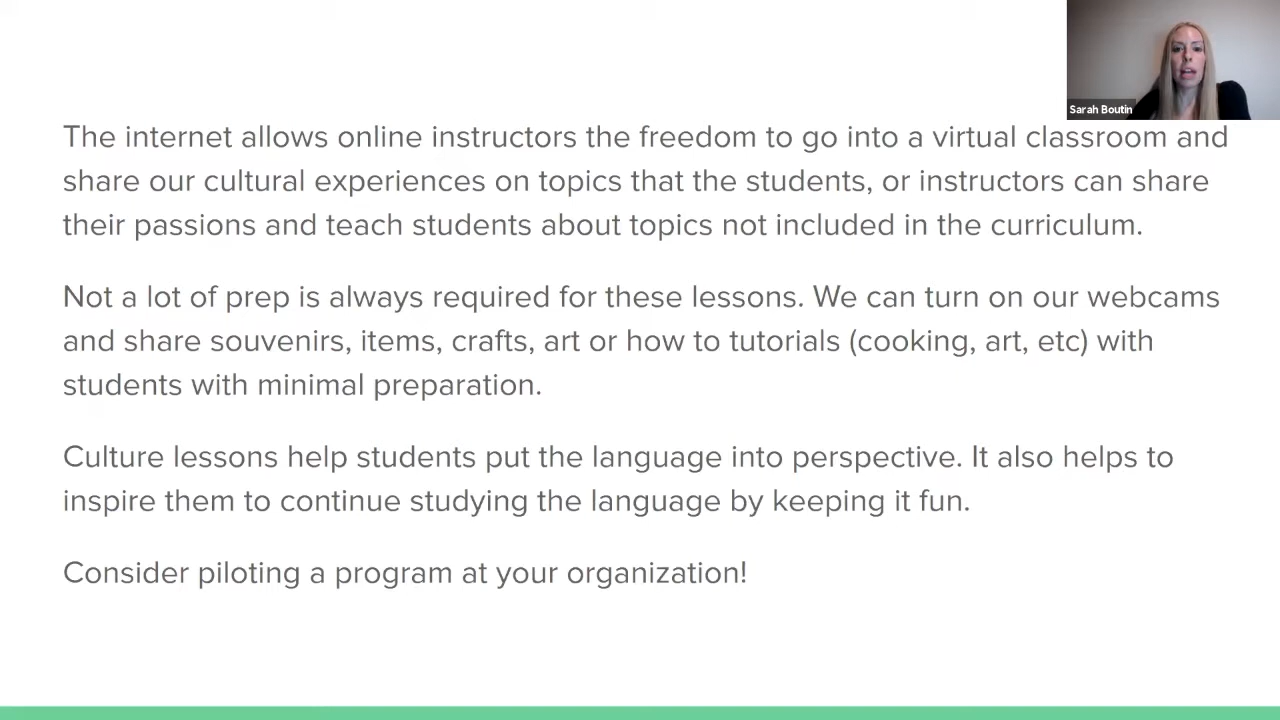 Sarah Boutin
The internet allows online instructors the freedom to go into a virtual classroom and
share our cultural experiences on topics that the students, or instructors can share
their passions and teach students about topics not included in the curriculum.
Not a lot of prep is always required for these lessons. We can turn on our webcams
and share souvenirs, items, crafts, art or how to tutorials (cooking, art, etc) with
students with minimal preparation.
Culture lessons help students put the language into perspective. It also helps to
inspire them to continue studying the language by keeping it fun.
Consider piloting a program at your organization!